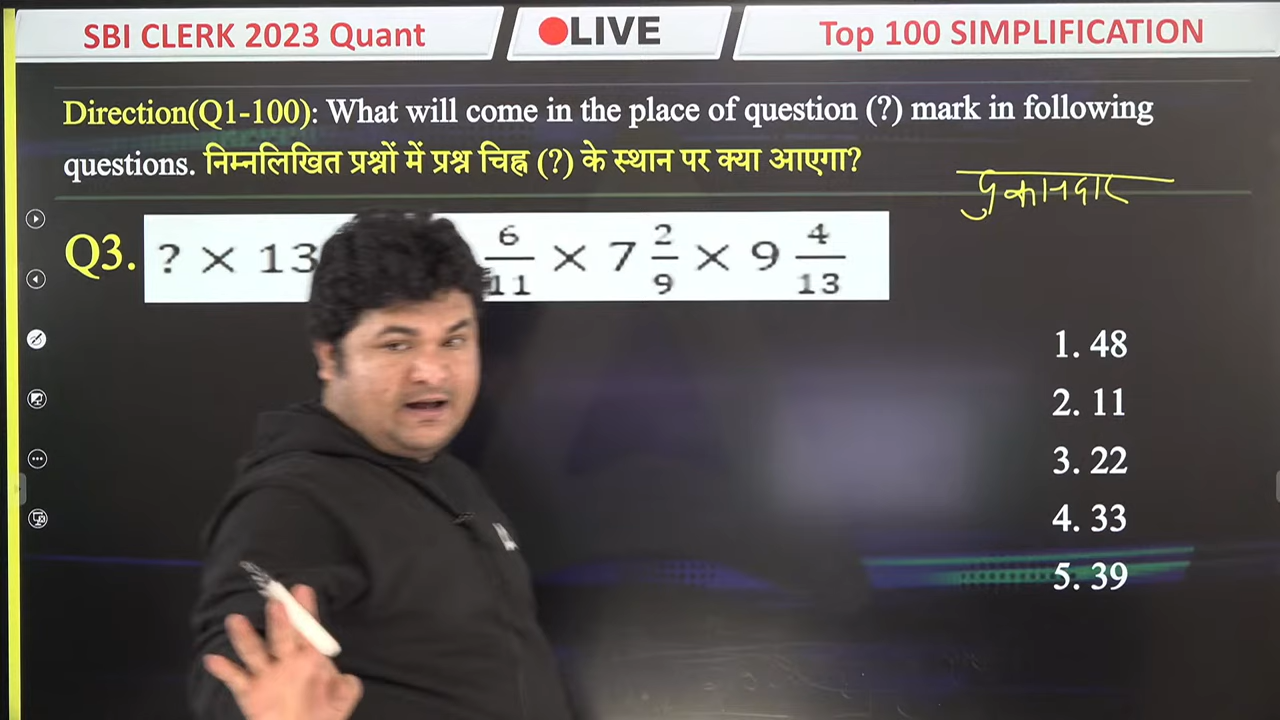 SBI CLERK 2023 Quant
LIVE
Top 100 SIMPLIFICATION
Direction(Q1-100): What will come in the place of question (?) mark in following
questions. निम्नलिखित प्रश्नों में प्रश्न चिह्न (?) के स्थान पर क्या आएगा?
Q3. ? × 13 6/11 × 7 2/9 × 9 4/13
1. 48
2. 11
3. 22
4. 33
5. 39